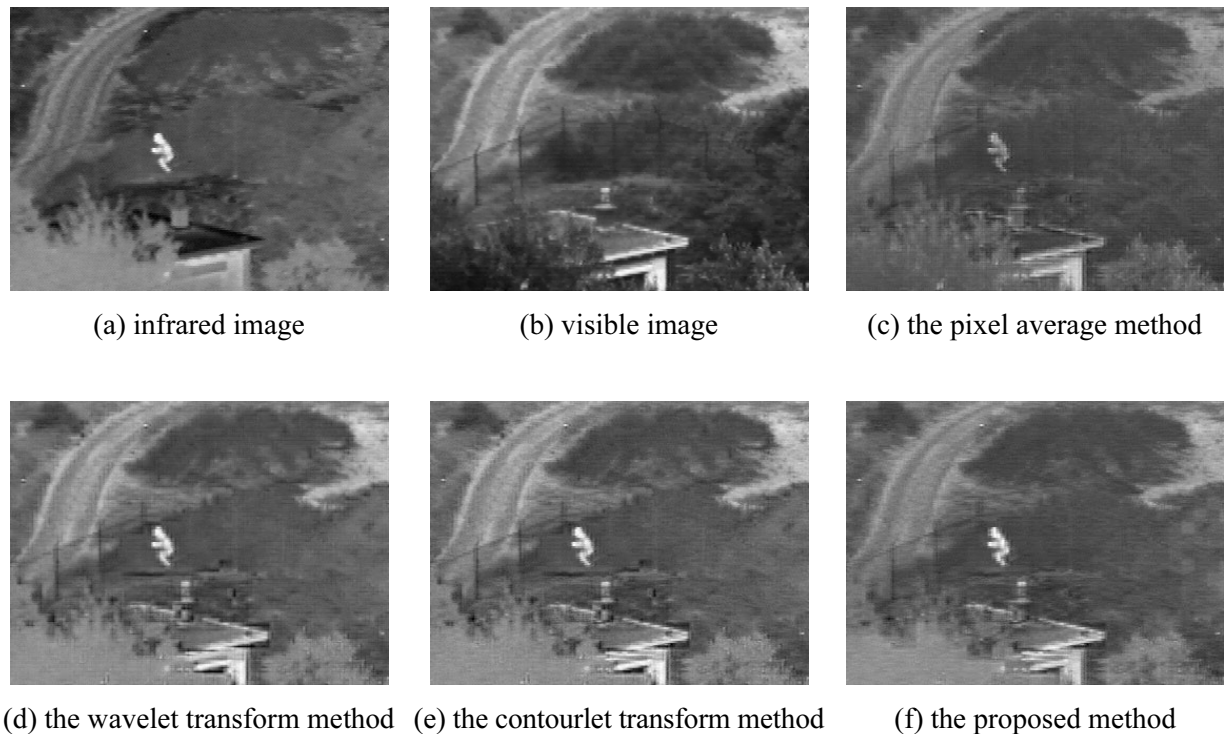 (a) infrared image
(b) visible image
(c) the pixel average method
(d) the wavelet transform method
(e) the contourlet transform method
(f) the proposed method